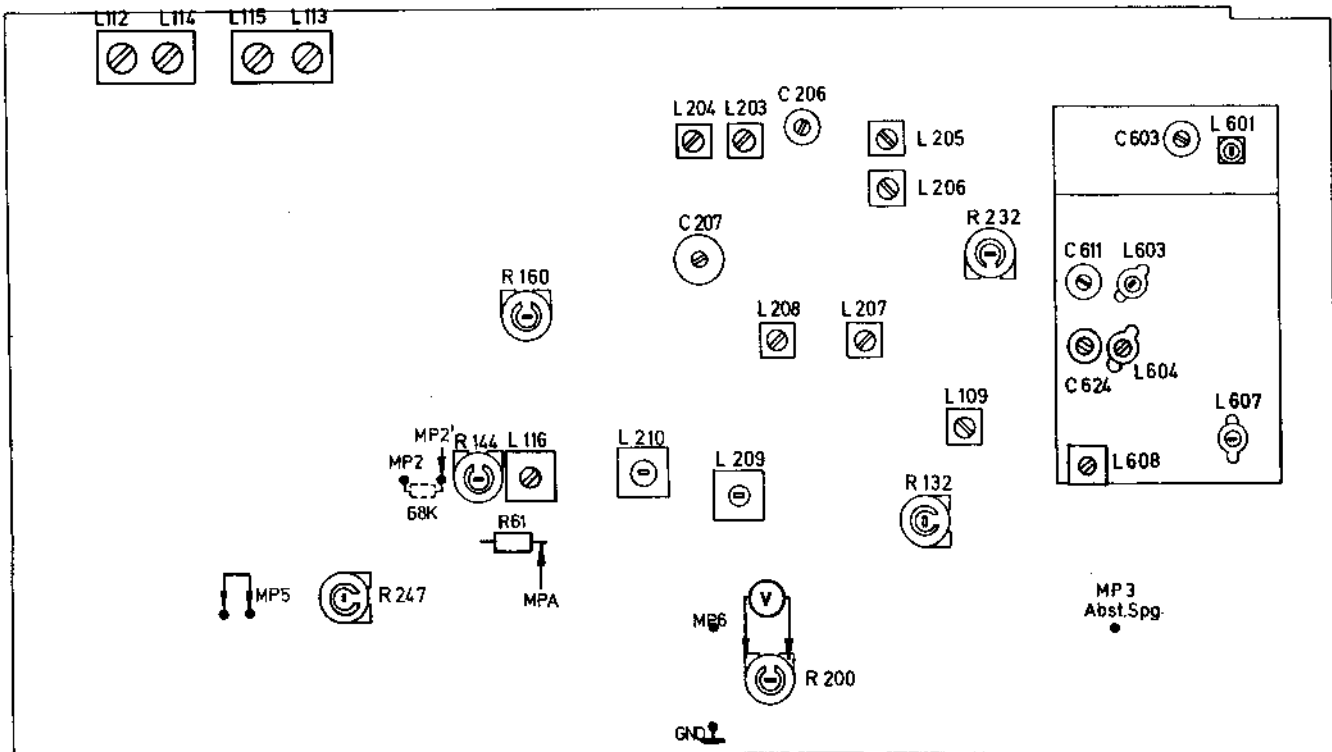 L112 L114 L115 L113
C 206
L 204 L 203
C 603 L 601
L 205
L 206
C 207 R 232
C 611 L603
R 160
L 208 L 207
C 624 L604
L 109 L 607
MP2' R 144 L 116 L 210
MP2 L 209 L 608
R 132
68K
R61
MP5 R 247 MPA V MP 3
Abst.Spg.
MP6
R 200
GND